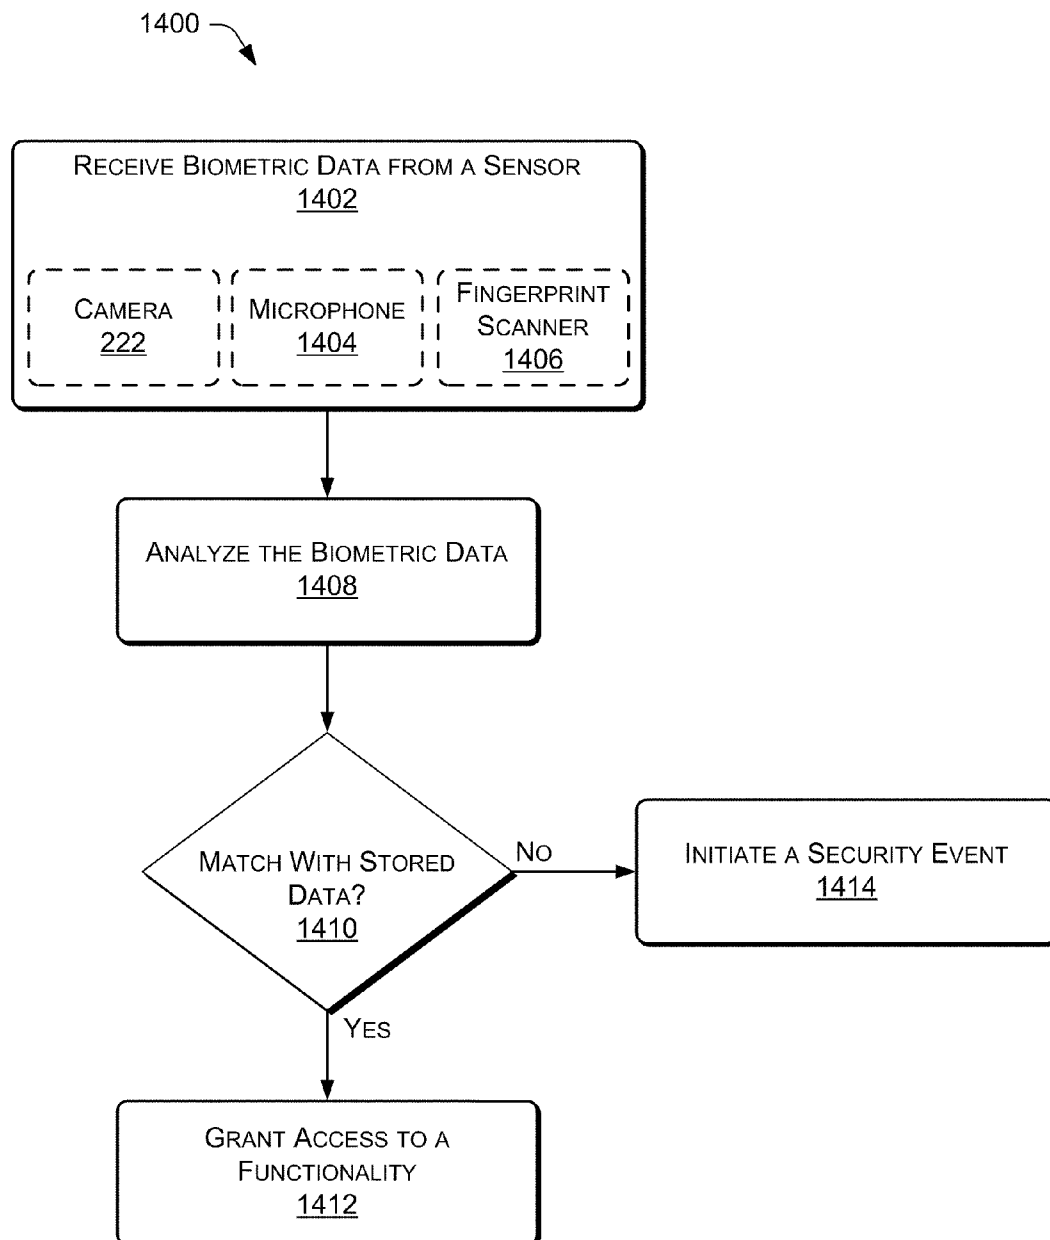 1400
RECEIVE BIOMETRIC DATA FROM A SENSOR
1402
CAMERA
222
MICROPHONE
1404
FINGERPRINT
SCANNER
1406
ANALYZE THE BIOMETRIC DATA
1408
MATCH WITH STORED
DATA?
1410
NO
INITIATE A SECURITY EVENT
1414
YES
GRANT ACCESS TO A
FUNCTIONALITY
1412